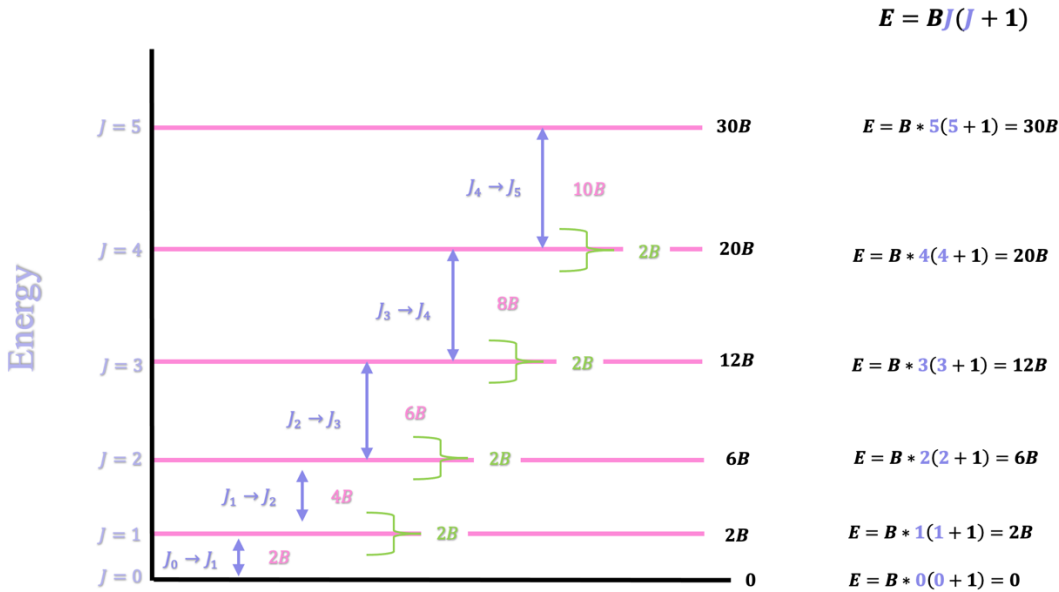 E = BJ(J + 1)
J = 5
30B
E = B * 5(5 + 1) = 30B
J₄ → J₅
10B
J = 4
2B
20B
E = B * 4(4 + 1) = 20B
Energy
J₃ → J₄
8B
J = 3
2B
12B
E = B * 3(3 + 1) = 12B
J₂ → J₃
6B
J = 2
2B
6B
E = B * 2(2 + 1) = 6B
J₁ → J₂
4B
J = 1
2B
2B
E = B * 1(1 + 1) = 2B
J₀ → J₁
2B
J = 0
0
E = B * 0(0 + 1) = 0